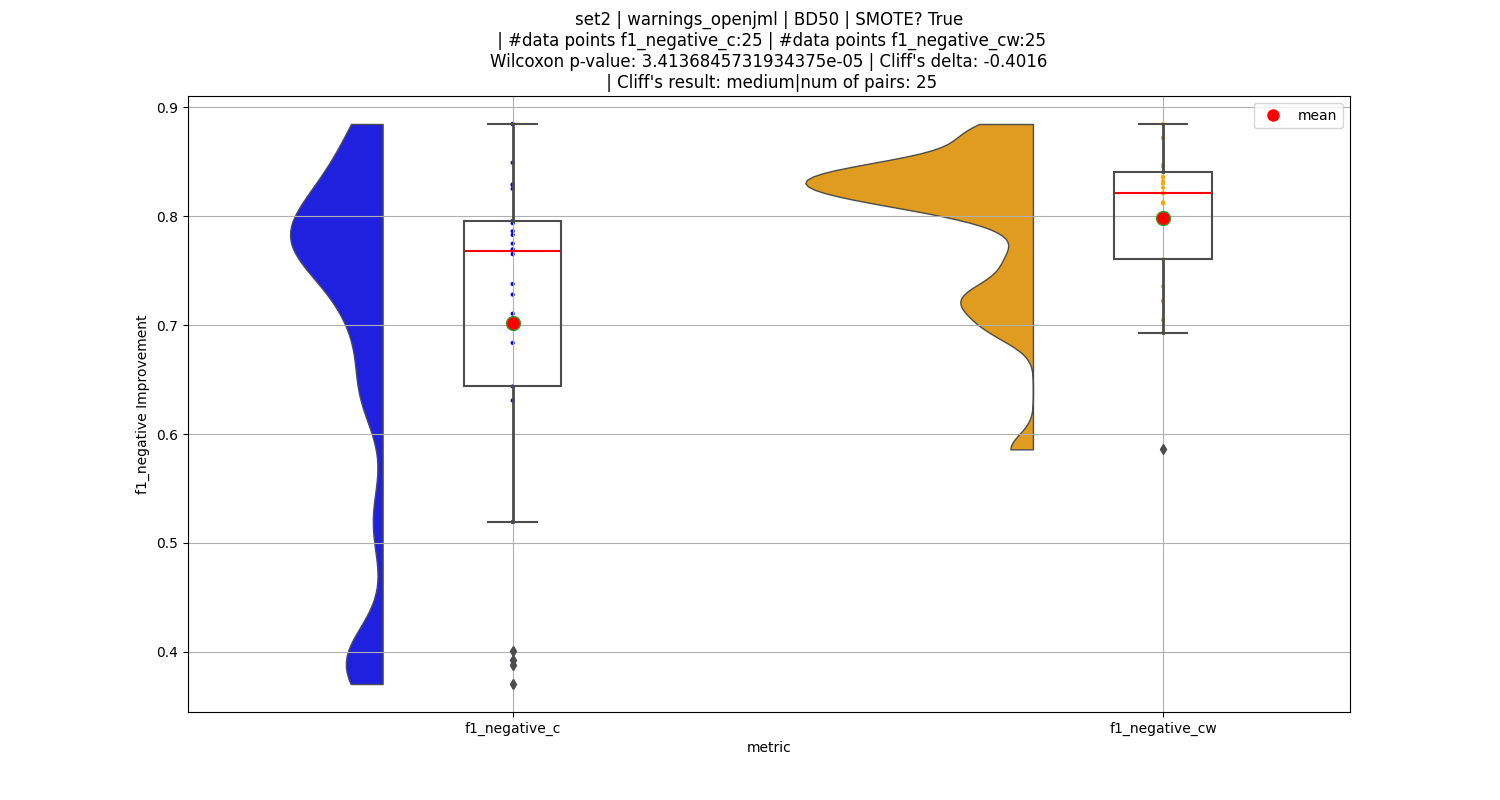 set2 | warnings_openjml | BD50 | SMOTE? True
| #data points f1_negative_c:25 | #data points f1_negative_cw:25
Wilcoxon p-value: 3.4136845731934375e-05 | Cliff's delta: -0.4016
| Cliff's result: medium|num of pairs: 25
mean
0.9
0.8
0.7
0.6
0.5
0.4
f1_negative Improvement
f1_negative_c
f1_negative_cw
metric